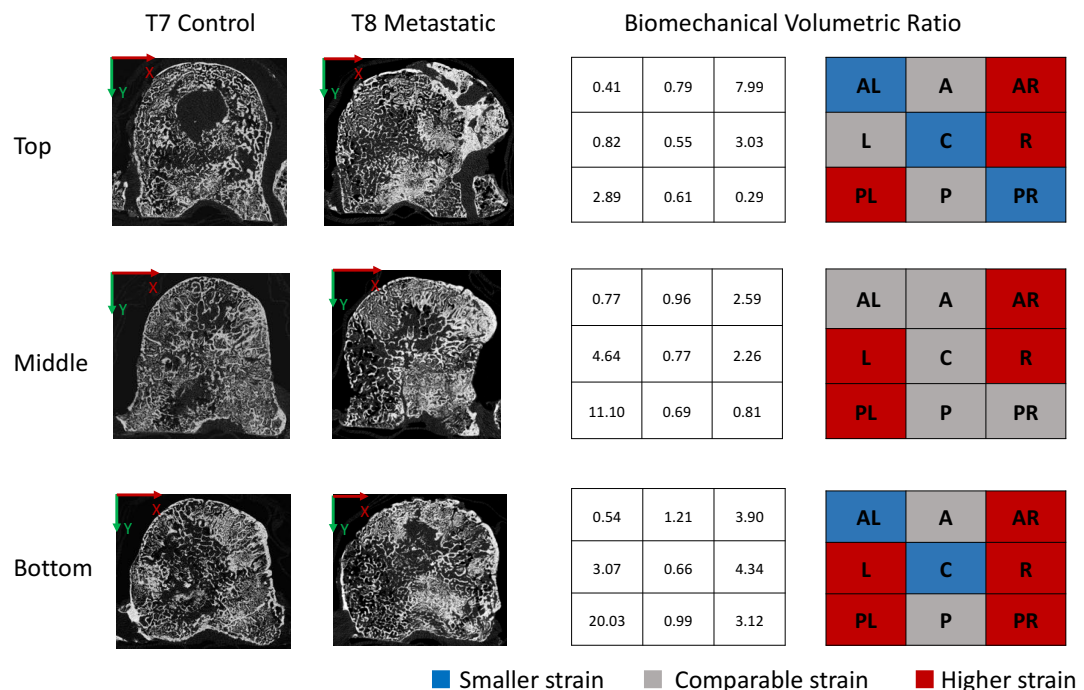 T7 Control T8 Metastatic Biomechanical Volumetric Ratio
Top
X
Y
X
Y
0.41 0.79 7.99
0.82 0.55 3.03
2.89 0.61 0.29
AL A AR
L C R
PL P PR
Middle
X
Y
X
Y
0.77 0.96 2.59
4.64 0.77 2.26
11.10 0.69 0.81
AL A AR
L C R
PL P PR
Bottom
X
Y
X
Y
0.54 1.21 3.90
3.07 0.66 4.34
20.03 0.99 3.12
AL A AR
L C R
PL P PR
Smaller strain Comparable strain Higher strain